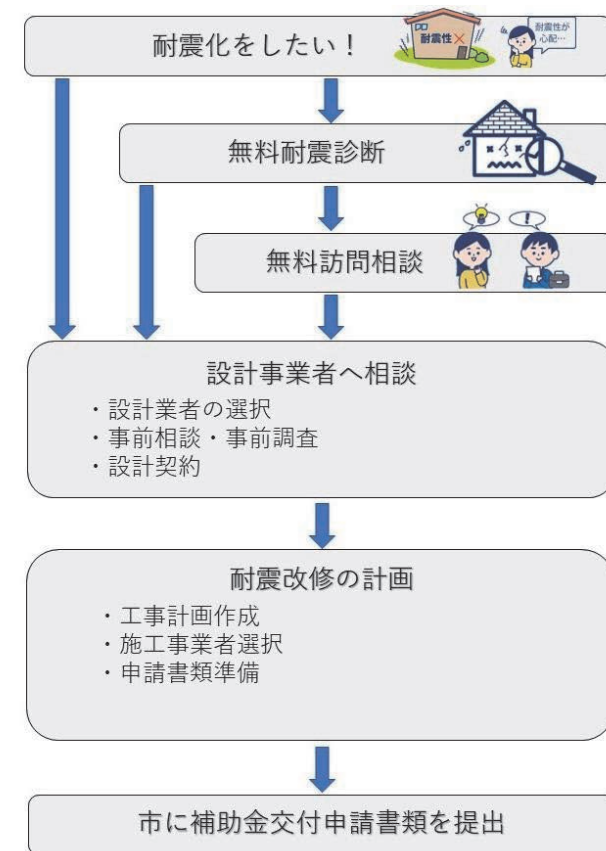 耐震化をしたい!
耐震性×
耐震性が
心配…
無料耐震診断
無料訪問相談
設計事業者へ相談
・設計業者の選択
・事前相談・事前調査
・設計契約
耐震改修の計画
・工事計画作成
・施工事業者選択
・申請書類準備
市に補助金交付申請書類を提出